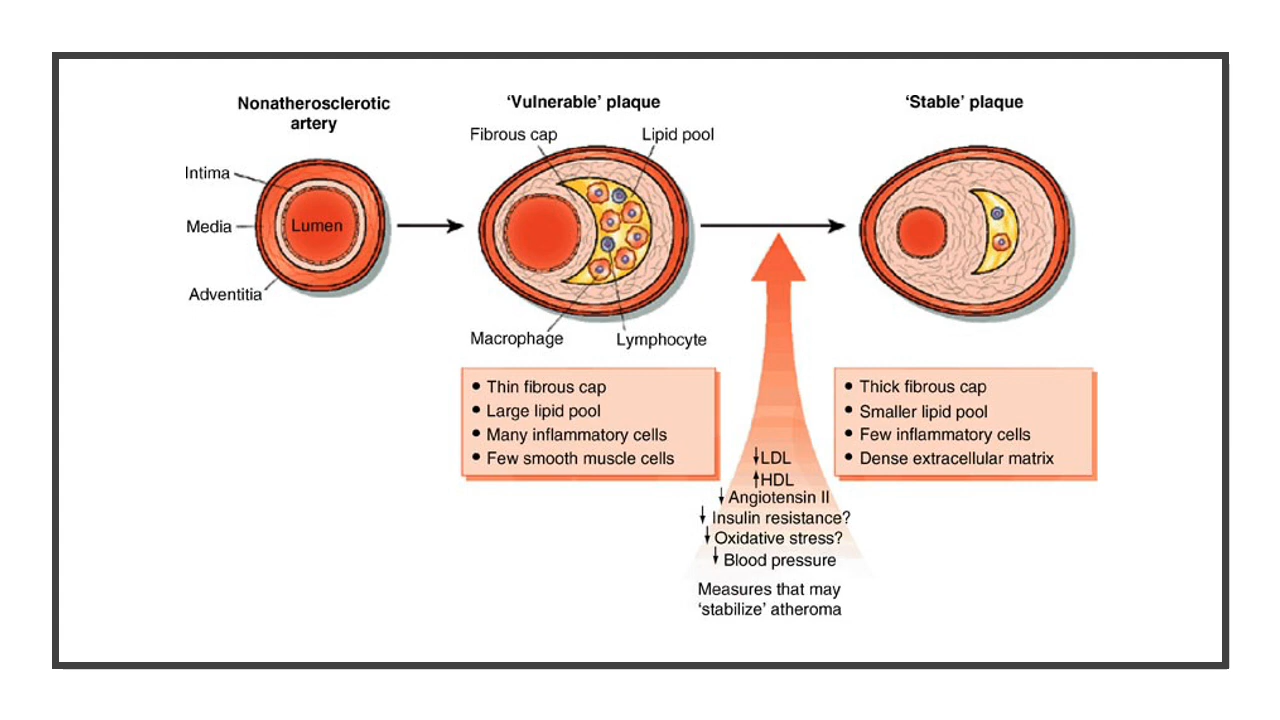 Nonatherosclerotic
artery
Intima
Media
Lumen
Adventitia
‘Vulnerable’ plaque
Fibrous cap
Lipid pool
Macrophage
Lymphocyte
• Thin fibrous cap
• Large lipid pool
• Many inflammatory cells
• Few smooth muscle cells
‘Stable’ plaque
• Thick fibrous cap
• Smaller lipid pool
• Few inflammatory cells
• Dense extracellular matrix
↓LDL
↑HDL
↓Angiotensin II
↓Insulin resistance?
↓Oxidative stress?
↓Blood pressure
Measures that may
‘stabilize’ atheroma